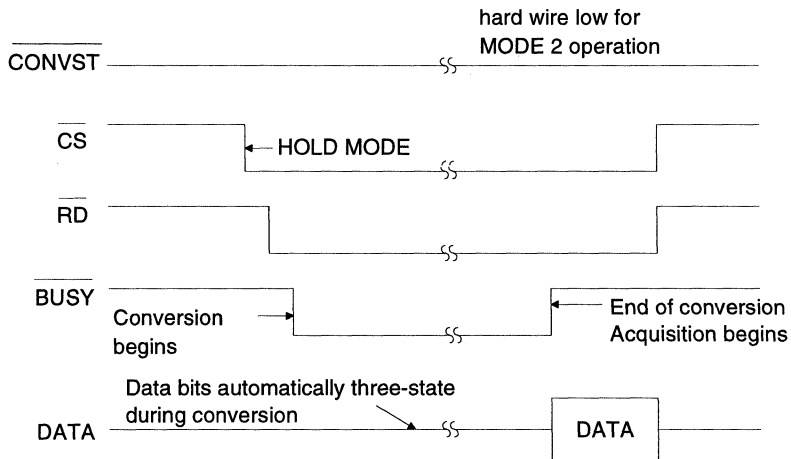 hard wire low for
MODE 2 operation
CONVST
CS
HOLD MODE
RD
BUSY
Conversion
begins
End of conversion
Acquisition begins
Data bits automatically three-state
during conversion
DATA
DATA